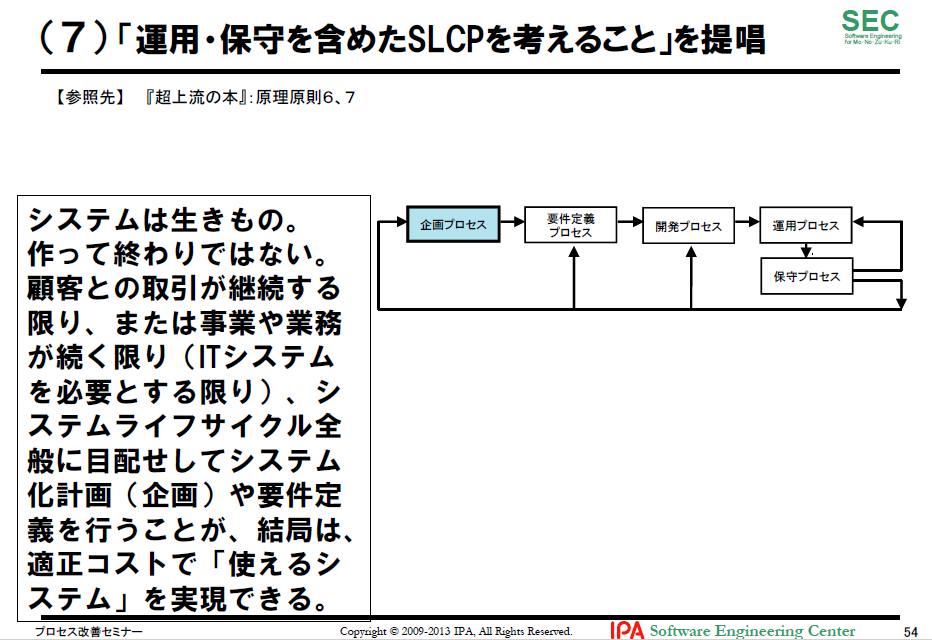 (7)「運用・保守を含めたSLCPを考えること」を提唱
SEC
Software Engineering
for Mo・No・Zu・Ku・Ri
【参照先】 『超上流の本』:原理原則6、7
システムは生きもの。
作って終わりではない。
顧客との取引が継続する
限り、または事業や業務
が続く限り(ITシステム
を必要とする限り)、シ
ステムライフサイクル全
般に目配せしてシステム
化計画(企画)や要件定
義を行うことが、結局は、
適正コストで「使えるシ
ステム」を実現できる。
企画プロセス
要件定義
プロセス
開発プロセス
運用プロセス
保守プロセス
プロセス改善セミナー
Copyright © 2009-2013 IPA, All Rights Reserved.
IPA Software Engineering Center
54